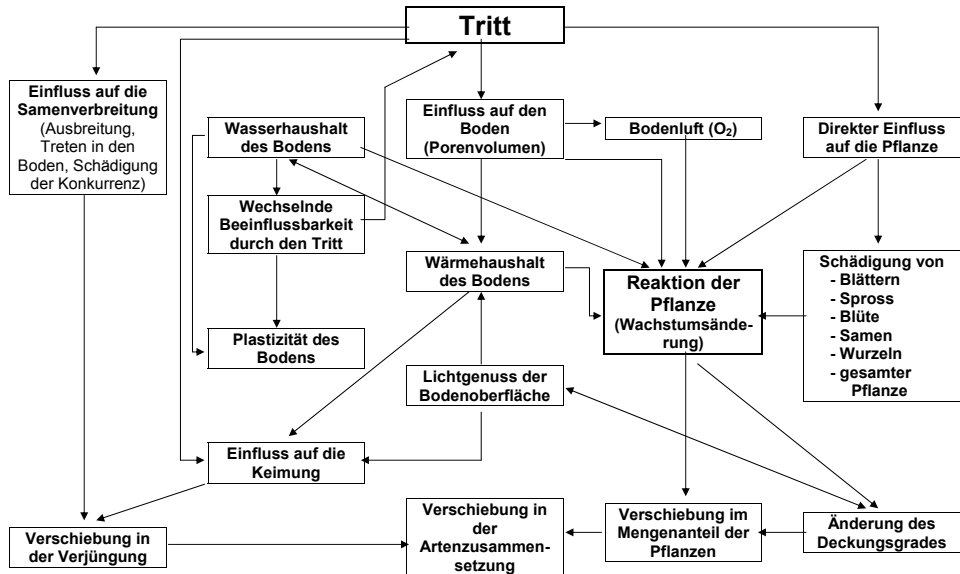 Tritt
Einfluss auf die
Samenverbreitung
(Ausbreitung,
Treten in den
Boden, Schädigung
der Konkurrenz)
Wasserhaushalt
des Bodens
Einfluss auf den
Boden
(Porenvolumen)
Bodenluft (O₂)
Direkter Einfluss
auf die Pflanze
Wechselnde
Beeinflussbarkeit
durch den Tritt
Wärmehaushalt
des Bodens
Reaktion der
Pflanze
(Wachstumsände-
rung)
Schädigung von
- Blättern
- Spross
- Blüte
- Samen
- Wurzeln
- gesamter
Pflanze
Plastizität des
Bodens
Lichtgenuss der
Bodenoberfläche
Einfluss auf die
Keimung
Verschiebung in
der Verjüngung
Verschiebung in
der
Artenzusammen-
setzung
Verschiebung im
Mengenanteil der
Pflanzen
Änderung des
Deckungsgrades